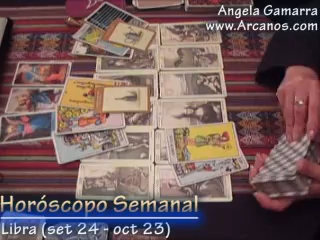 Angela Gamarra
www.Arcanos.com
Horóscopo Semanal
Libra (set 24 - oct 23)